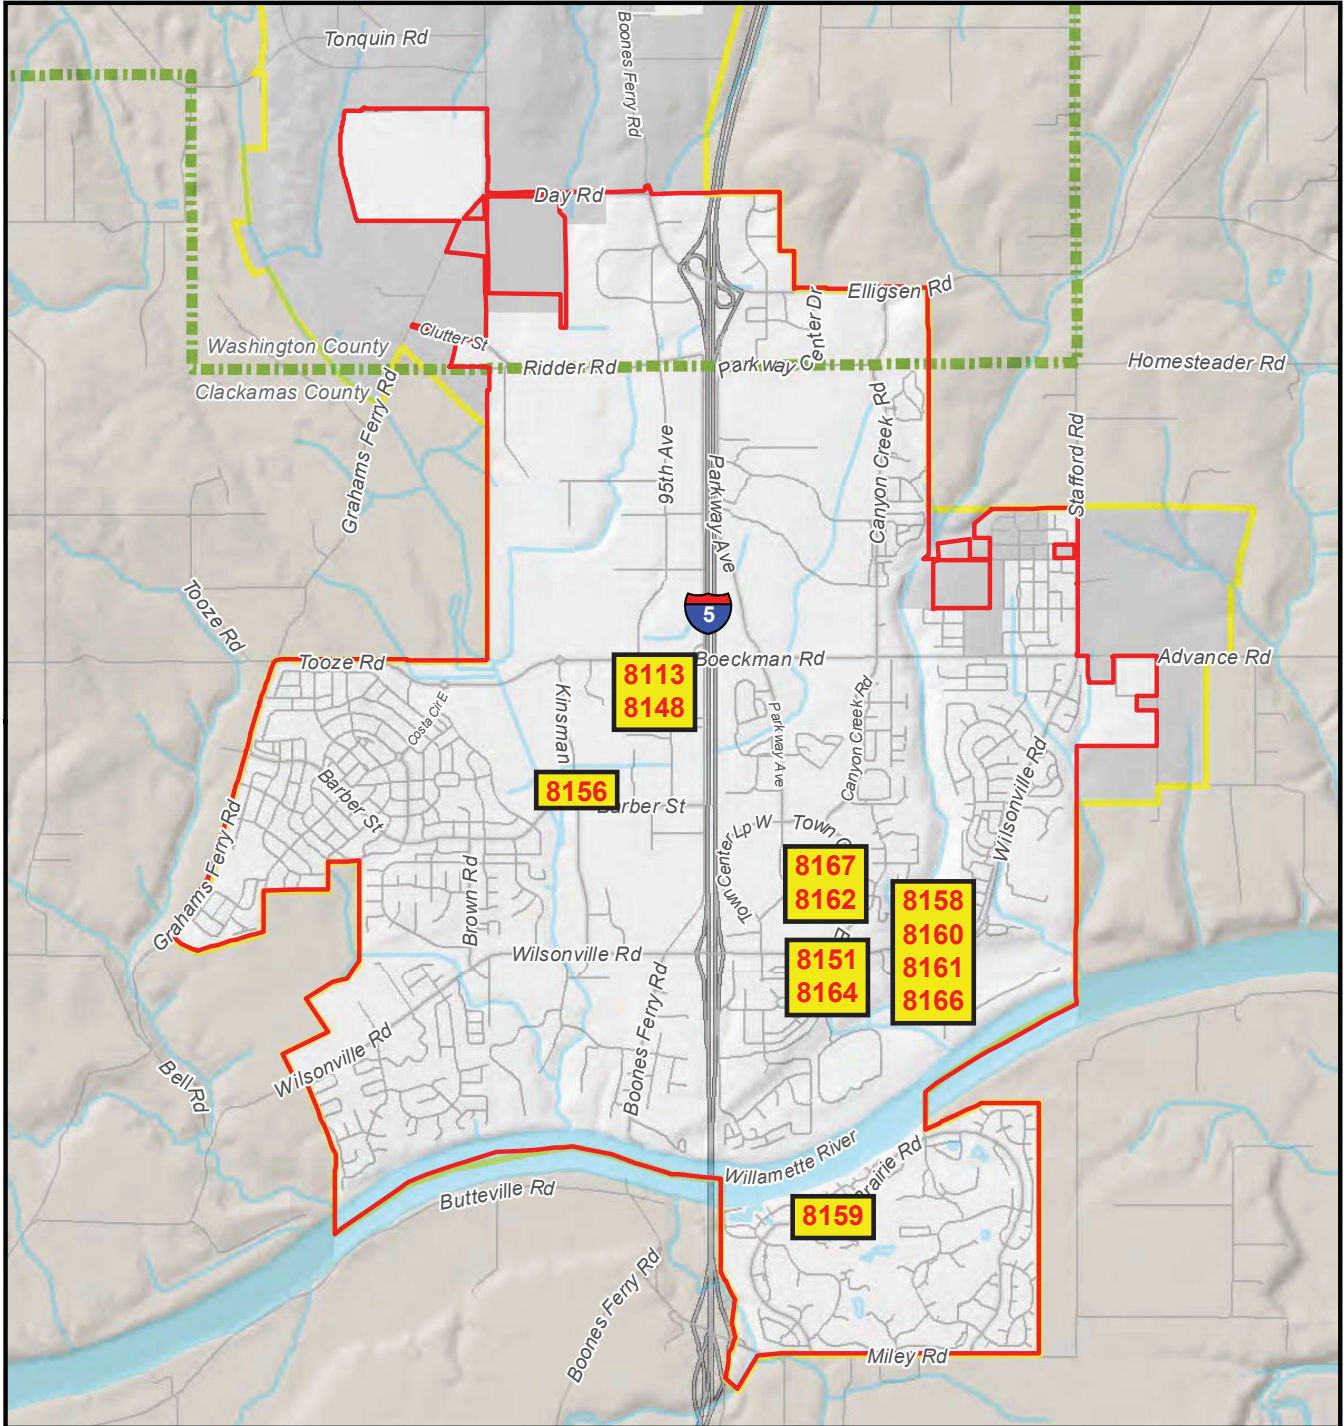 Tonquin Rd
Boones Ferry Rd
Day Rd
Elligsen Rd
Parkway Center Dr
Clutter St
Washington County
Ridder Rd
Clackamas County
Homesteader Rd
Grahams Ferry Rd
95th Ave
Parkway Ave
Canyon Creek Rd
Stafford Rd
Tooze Rd
5
Tooze Rd
Boeckman Rd
Advance Rd
8113
8148
Kinsman
Costa Cir E
Parkway Ave
Canyon Creek Rd
Wilsonville Rd
8156
Barber St
Barber St
Grahams Ferry Rd
Town Center Lp W
Town C
8167
8162
E
Brown Rd
8158
8160
8161
8166
Wilsonville Rd
8151
8164
Boones Ferry Rd
Wilsonville Rd
Bell Rd
Willamette River
Prairie Rd
Butteville Rd
8159
Boones Ferry Rd
Miley Rd